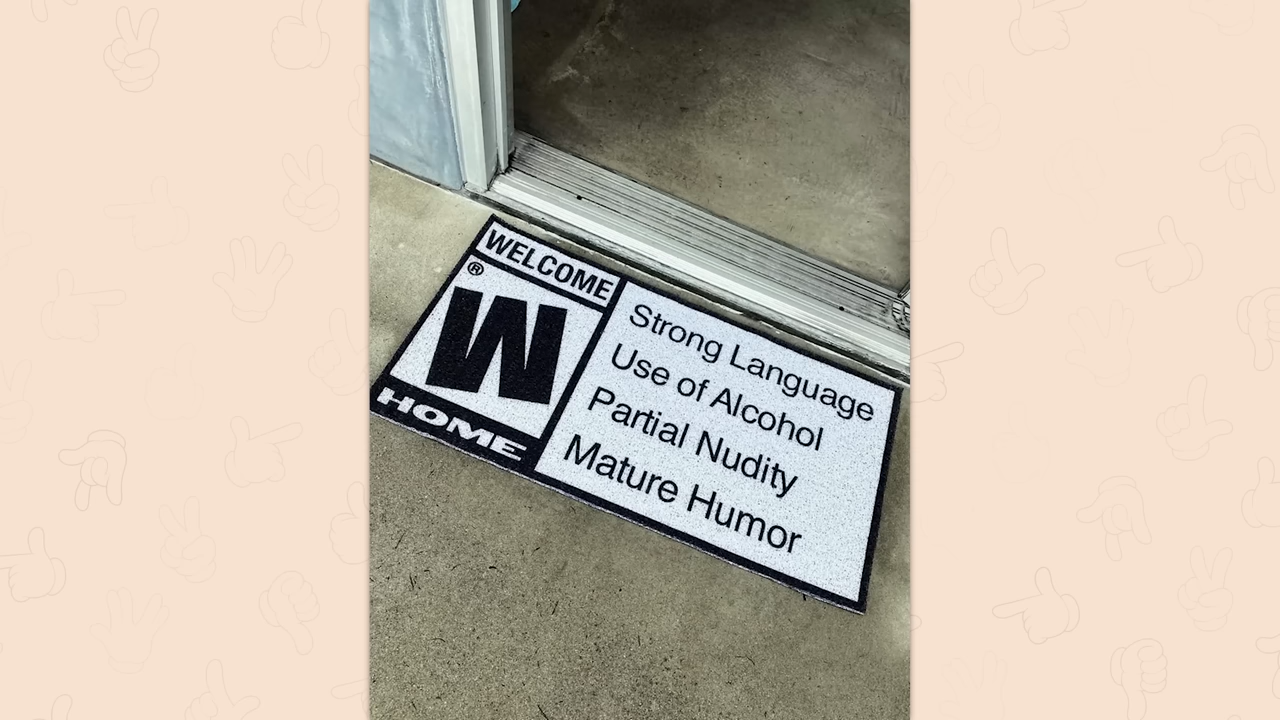 WELCOME
®
W
HOME
Strong Language
Use of Alcohol
Partial Nudity
Mature Humor